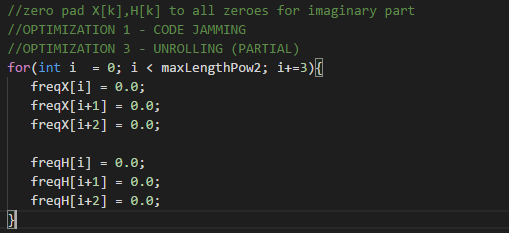 //zero pad X[k],H[k] to all zeroes for imaginary part
//OPTIMIZATION 1 - CODE JAMMING
//OPTIMIZATION 3 - UNROLLING (PARTIAL)
for(int i  = 0; i < maxLengthPow2; i+=3){
   freqX[i] = 0.0;
   freqX[i+1] = 0.0;
   freqX[i+2] = 0.0;

   freqH[i] = 0.0;
   freqH[i+1] = 0.0;
   freqH[i+2] = 0.0;
}